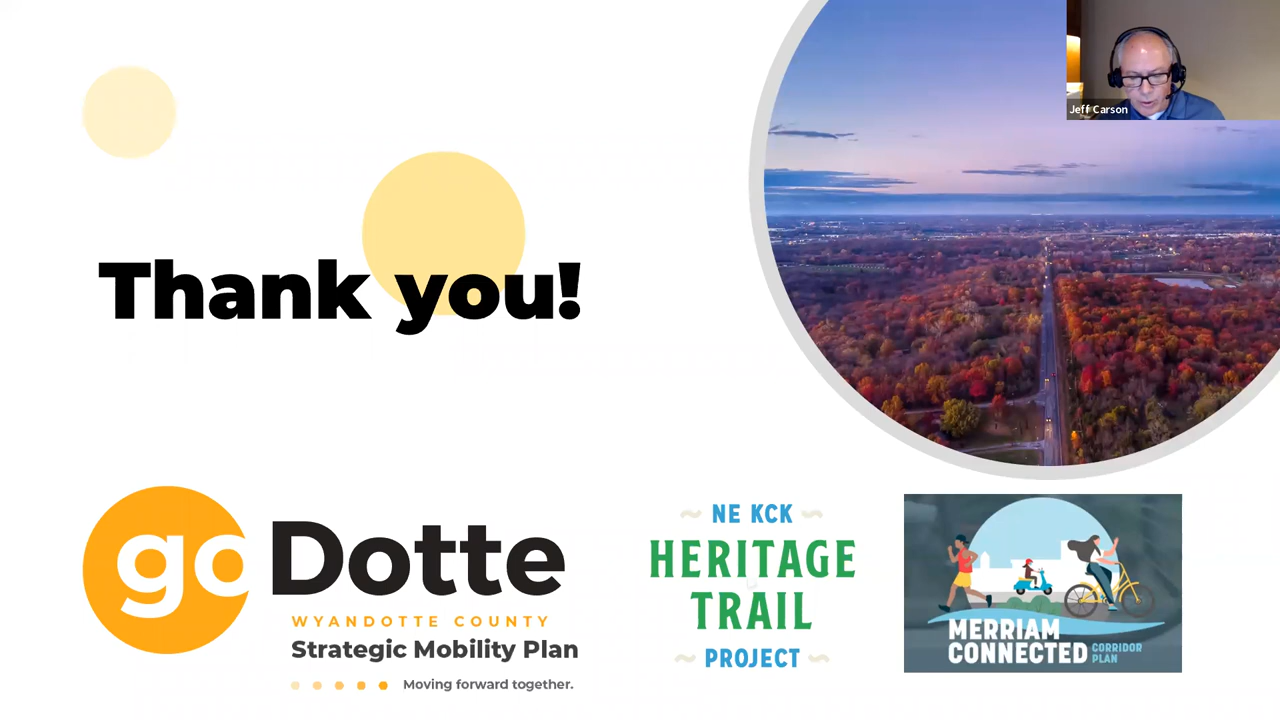 Jeff Carson
Thank you!
go Dotte
WYANDOTTE COUNTY
Strategic Mobility Plan
Moving forward together.
NE KCK
HERITAGE
TRAIL
PROJECT
MERRIAM
CONNECTED
CORRIDOR
PLAN